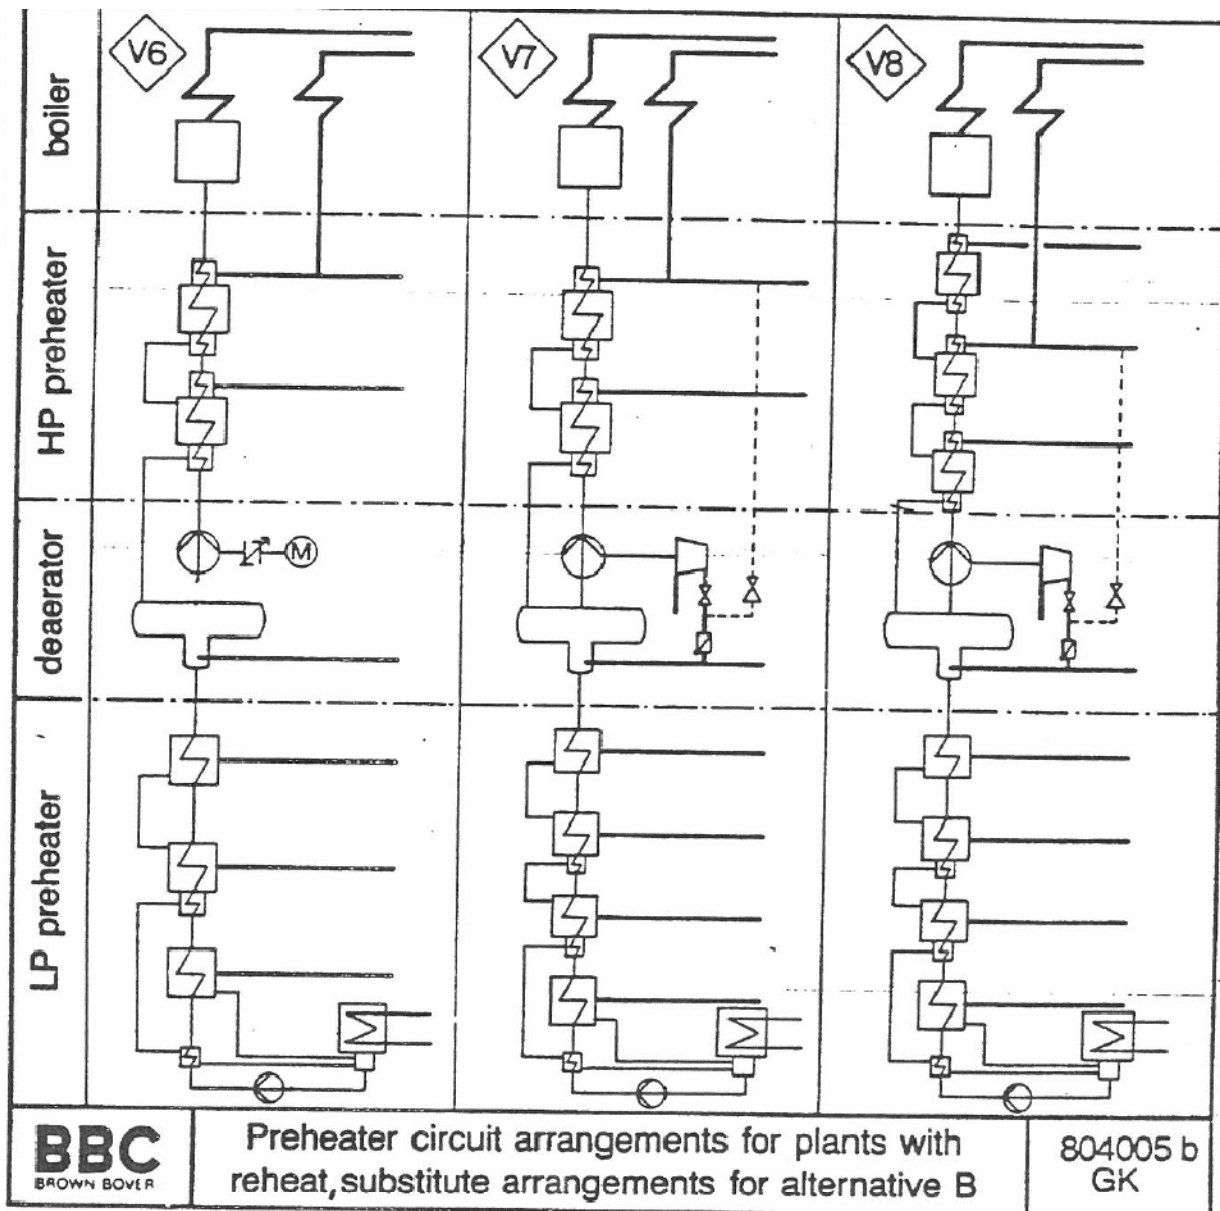 V6
V7
V8
boiler
HP preheater
deaerator
M
LP preheater
BBC
BROWN BOVERI
Preheater circuit arrangements for plants with
reheat, substitute arrangements for alternative B
804005 b
GK